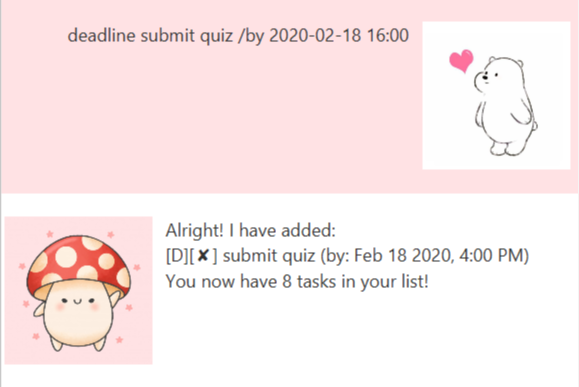 deadline submit quiz /by 2020-02-18 16:00
Alright! I have added:
[D][✘] submit quiz (by: Feb 18 2020, 4:00 PM)
You now have 8 tasks in your list!